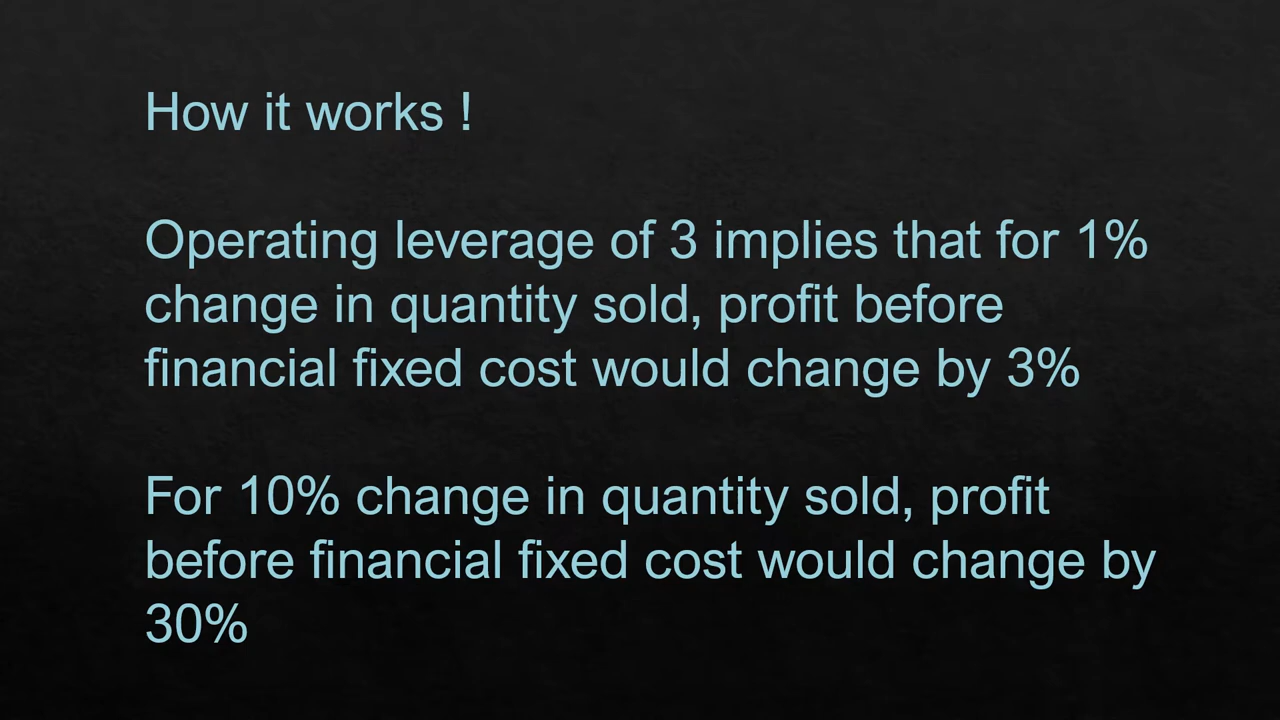 How it works !
Operating leverage of 3 implies that for 1%
change in quantity sold, profit before
financial fixed cost would change by 3%
For 10% change in quantity sold, profit
before financial fixed cost would change by
30%